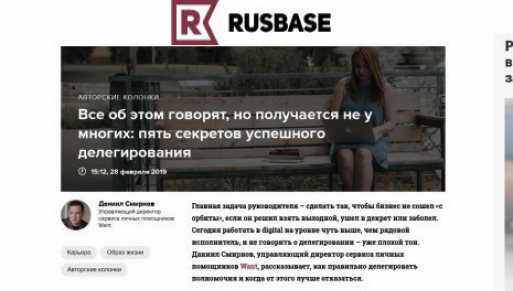 R RUSBASE
АВТОРСКИЕ КОЛОНКИ
Все об этом говорят, но получается не у
многих: пять секретов успешного
делегирования
15:12, 28 февраля 2019
Даниил Смирнов
Управляющий директор
сервиса личных помощников
Want
Карьера Образ жизни
Авторские колонки
Главная задача руководителя – сделать так, чтобы бизнес не сошел «с
орбиты», если он решил взять выходной, ушел в декрет или заболел.
Сегодня работать в digital на уровне чуть выше, чем рядовой
исполнитель, и не говорить о делегировании – уже плохой тон.
Даниил Смирнов, управляющий директор сервиса личных
помощников Want, рассказывает, как правильно делегировать
полномочия и когда от этого лучше отказаться.